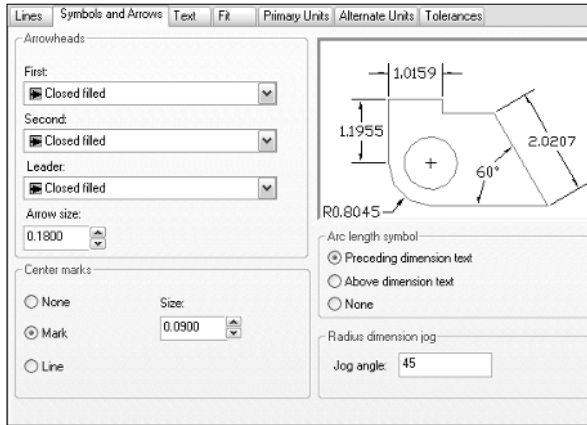 Lines Symbols and Arrows Text Fit Primary Units Alternate Units Tolerances
Arrowheads
First:
Closed filled
Second:
Closed filled
Leader:
Closed filled
Arrow size:
0.1800
Center marks
None
Size:
Mark
0.0900
Line
1.0159
1.1955
2.0207
60°
R0.8045
Arc length symbol
Preceding dimension text
Above dimension text
None
Radius dimension jog
Jog angle: 45